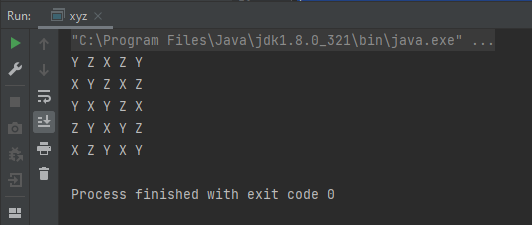 Run: xyz
"C:\Program Files\Java\jdk1.8.0_321\bin\java.exe" ...
Y Z X Z Y
X Y Z X Z
Y X Y Z X
Z Y X Y Z
X Z Y X Y
Process finished with exit code 0